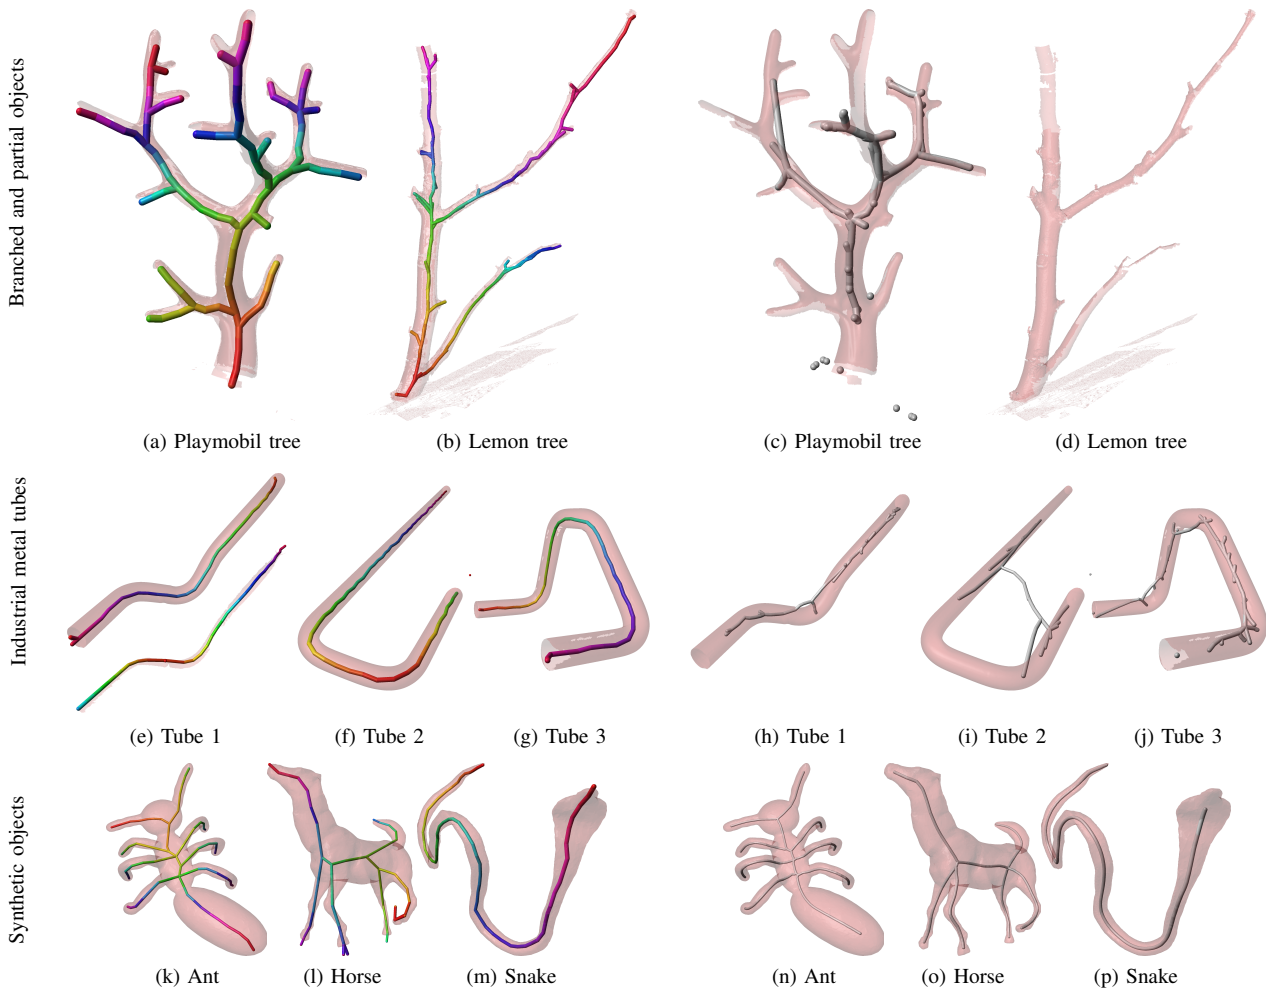 Branched and partial objects
(a) Playmobil tree
(b) Lemon tree
(c) Playmobil tree
(d) Lemon tree
Industrial metal tubes
(e) Tube 1
(f) Tube 2
(g) Tube 3
(h) Tube 1
(i) Tube 2
(j) Tube 3
Synthetic objects
(k) Ant
(l) Horse
(m) Snake
(n) Ant
(o) Horse
(p) Snake